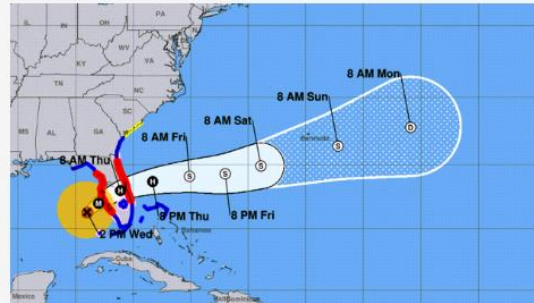 IL
IN
OH
WV
KY
VA
TN
NC
SC
MS
AL
GA
8 AM Mon
8 AM Sun
8 AM Sat
8 AM Fri
8 AM Thu
Bermuda
D
S
S
S
S
H
H
M
8 PM Thu
8 PM Fri
2 PM Wed
Bahamas
Cuba
Mexico